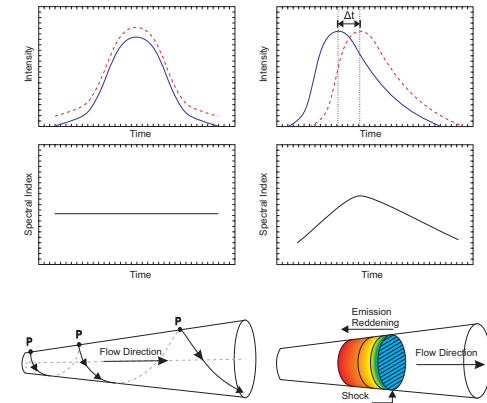 Intensity
Time
Δt
Intensity
Time
Spectral Index
Time
Spectral Index
Time
P
P
P
Flow Direction
Emission
Reddening
Flow Direction
Shock